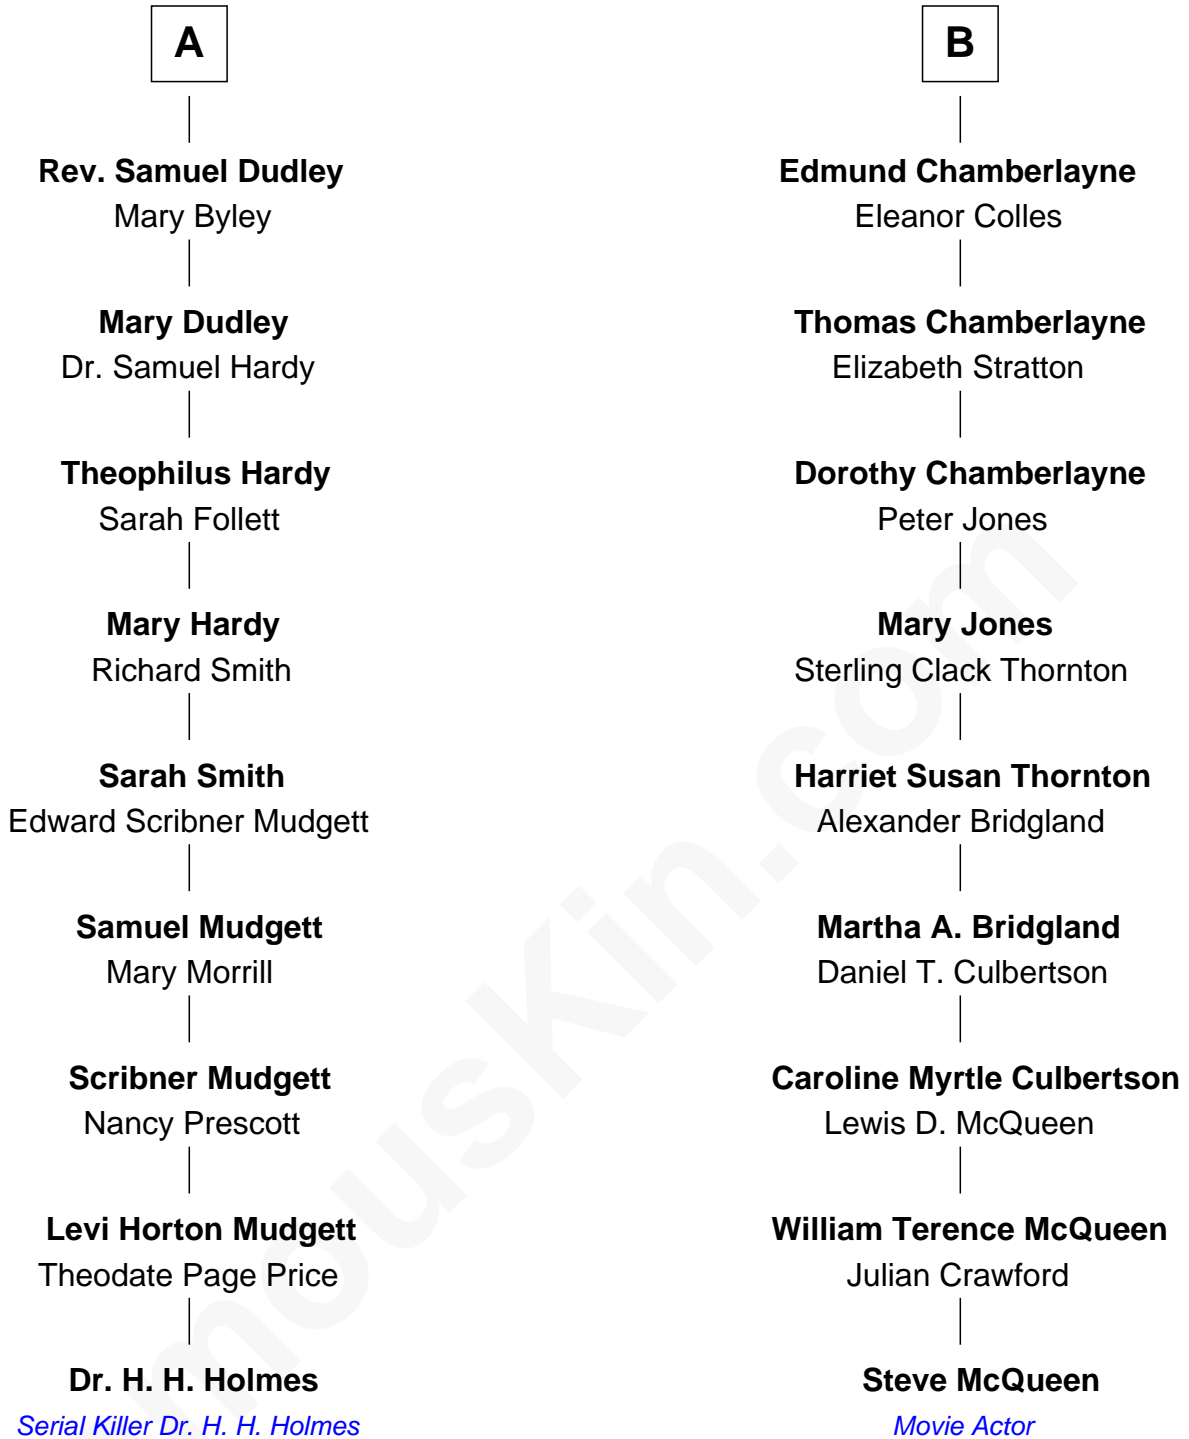 A
Rev. Samuel Dudley
Mary Byley
Mary Dudley
Dr. Samuel Hardy
Theophilus Hardy
Sarah Follett
Mary Hardy
Richard Smith
Sarah Smith
Edward Scribner Mudgett
Samuel Mudgett
Mary Morrill
Scribner Mudgett
Nancy Prescott
Levi Horton Mudgett
Theodate Page Price
Dr. H. H. Holmes
Serial Killer Dr. H. H. Holmes
B
Edmund Chamberlayne
Eleanor Colles
Thomas Chamberlayne
Elizabeth Stratton
Dorothy Chamberlayne
Peter Jones
Mary Jones
Sterling Clack Thornton
Harriet Susan Thornton
Alexander Bridgland
Martha A. Bridgland
Daniel T. Culbertson
Caroline Myrtle Culbertson
Lewis D. McQueen
William Terence McQueen
Julian Crawford
Steve McQueen
Movie Actor
mousKin.com